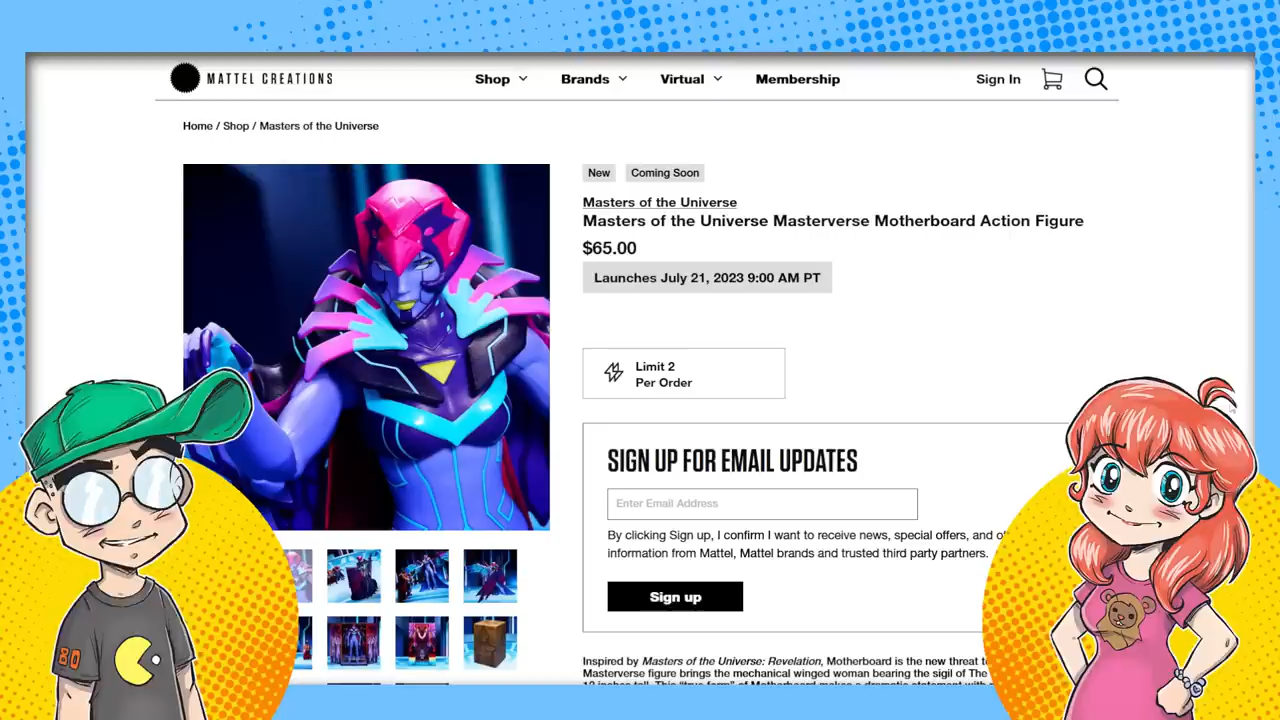 MATTEL CREATIONS
Shop
Brands
Virtual
Membership
Sign In
Home / Shop / Masters of the Universe
New
Coming Soon
Masters of the Universe
Masters of the Universe Masterverse Motherboard Action Figure
$65.00
Launches July 21, 2023 9:00 AM PT
Limit 2
Per Order
SIGN UP FOR EMAIL UPDATES
Enter Email Address
By clicking Sign up, I confirm I want to receive news, special offers, and
information from Mattel, Mattel brands and trusted third party partners.
Sign up
Inspired by Masters of the Universe: Revelation, Motherboard is the new threat
Masterverse figure brings the mechanical winged woman bearing the sigil of The
80